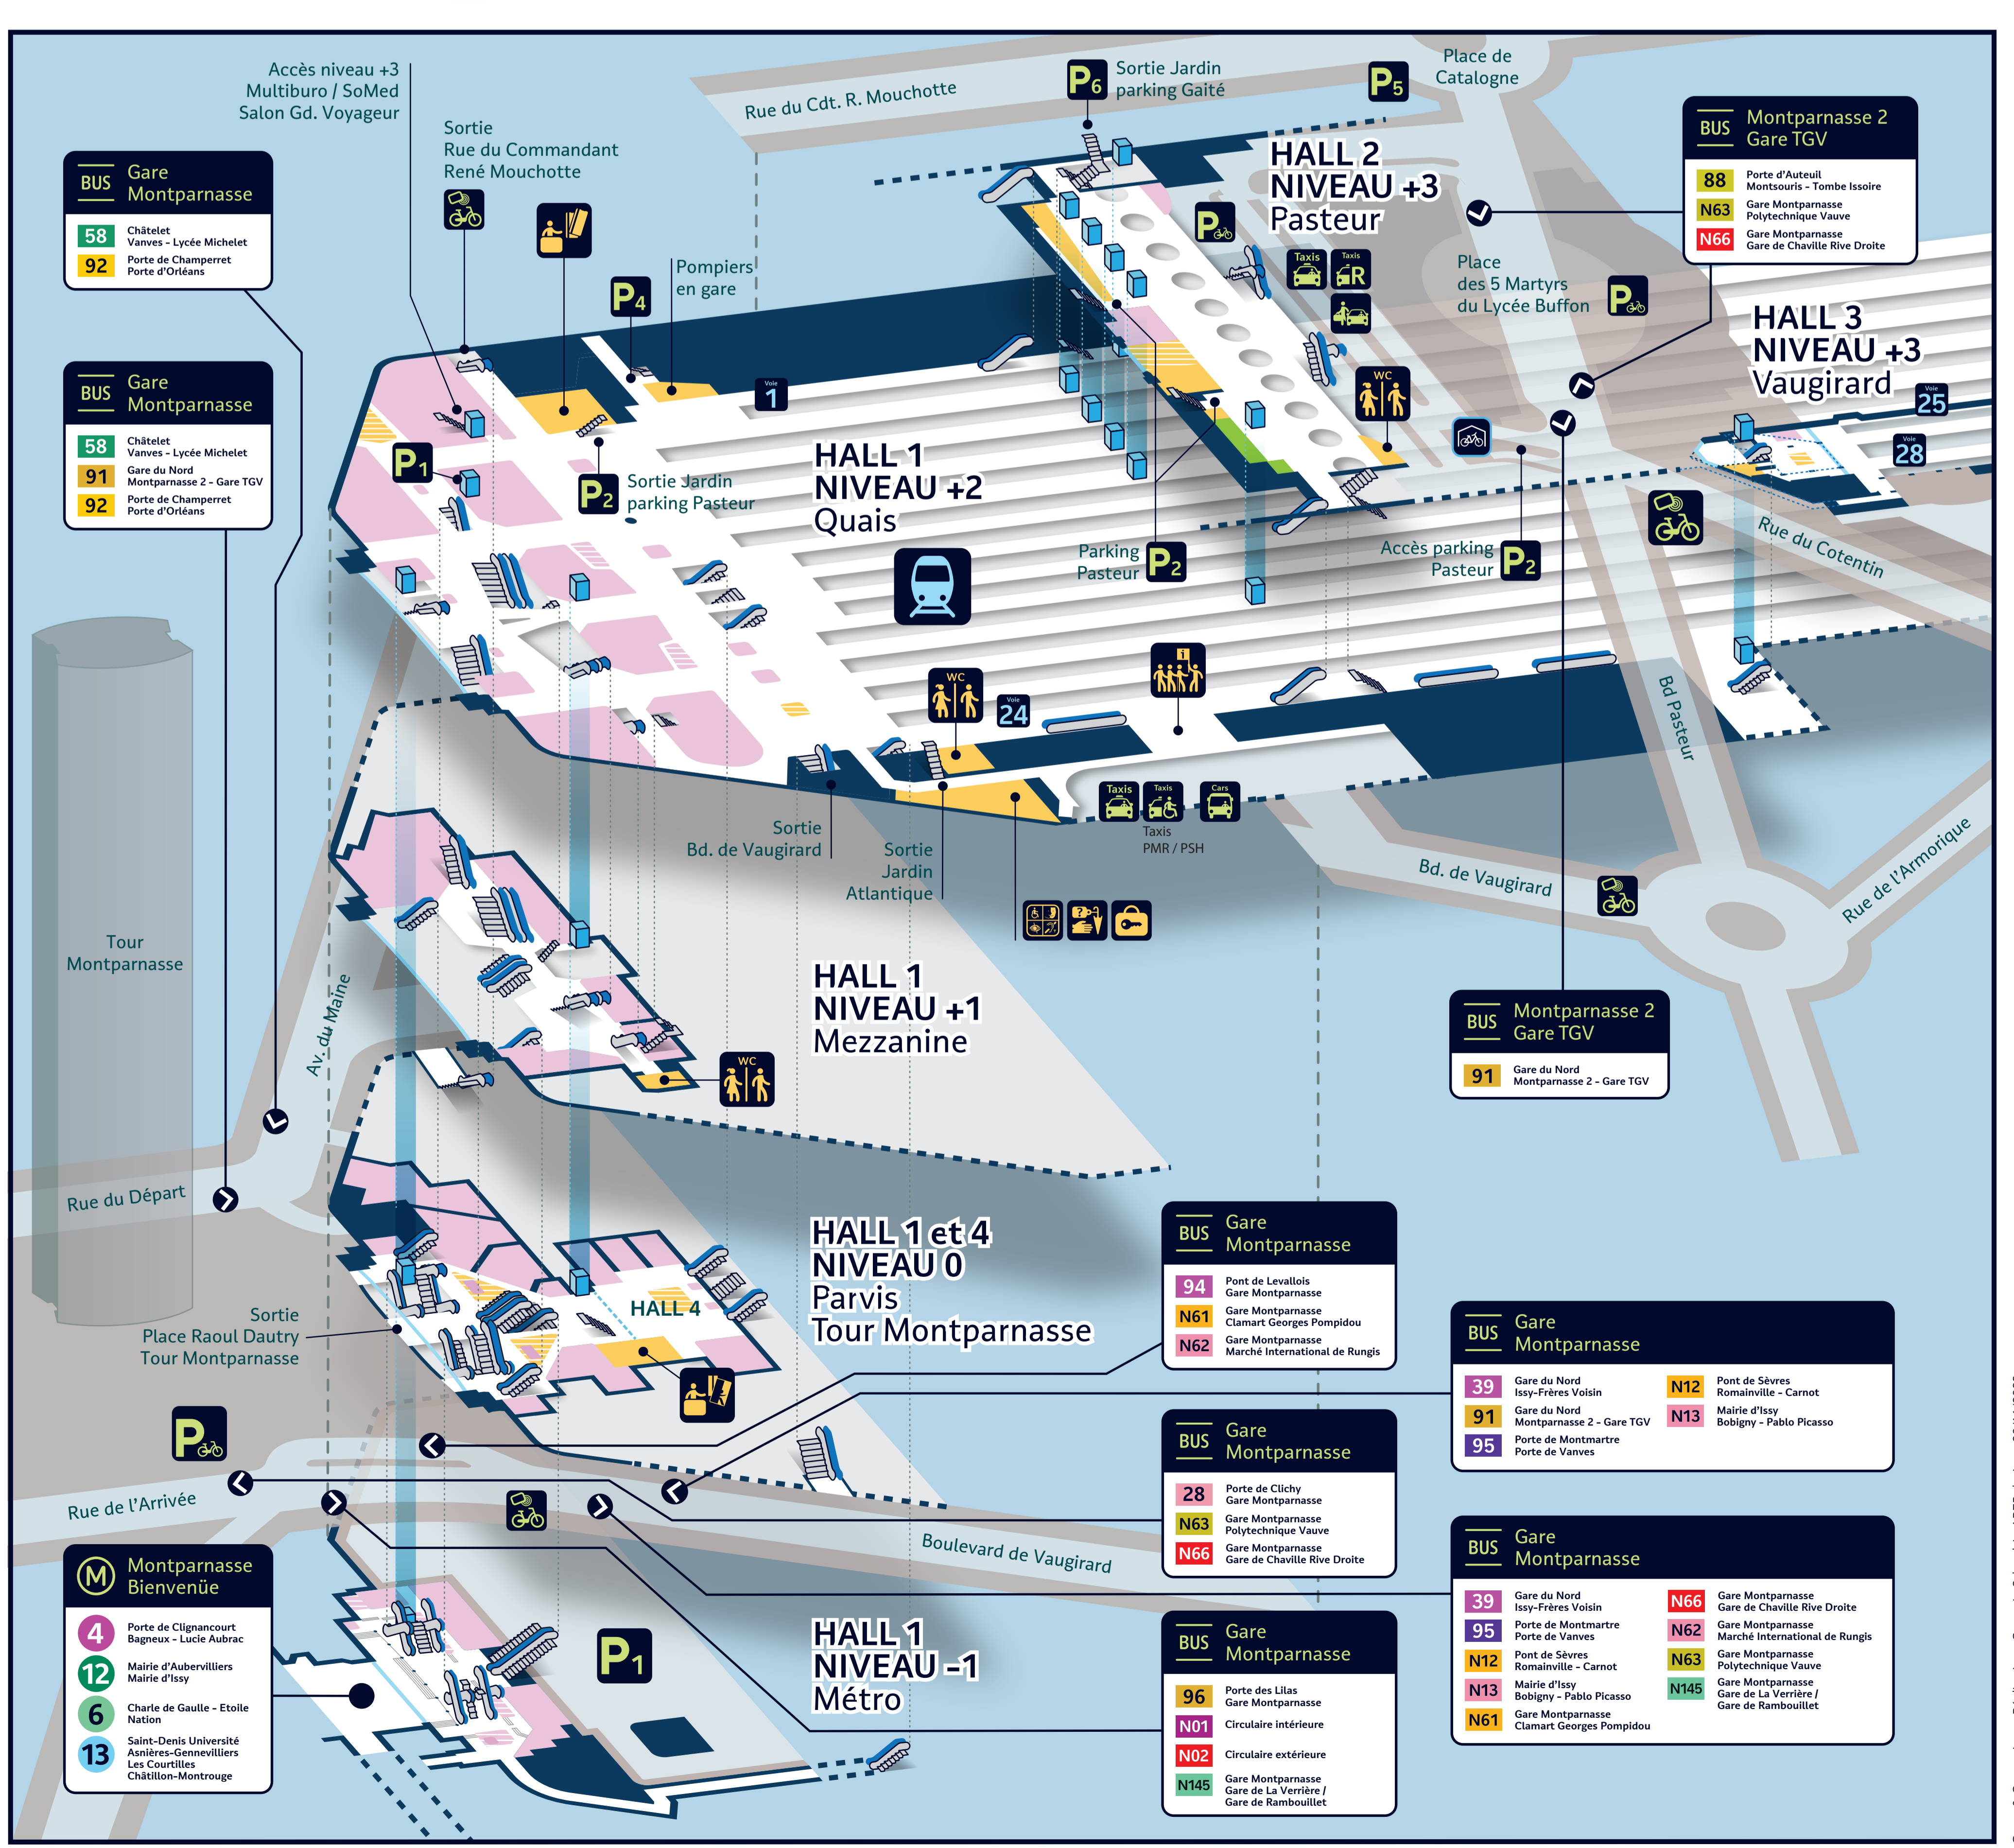 Accès niveau +3
Multiburo / SoMed
Salon Gd. Voyageur
Sortie
Rue du Commandant
René Mouchotte
Rue du Cdt. R. Mouchotte
P6
Sortie Jardin
parking Gaité
P5
Place de
Catalogne
BUS
Montparnasse 2
Gare TGV
88
Porte d'Auteuil
Montsouris - Tombe Issoire
N63
Gare Montparnasse
Polytechnique Vauve
N66
Gare Montparnasse
Gare de Chaville Rive Droite
BUS
Gare
Montparnasse
58
Châtelet
Vanves - Lycée Michelet
92
Porte de Champerret
Porte d'Orléans
HALL 2
NIVEAU +3
Pasteur
P
Taxis
Taxis
R
Place
des 5 Martyrs
du Lycée Buffon
P
P4
Pompiers
en gare
HALL 3
NIVEAU +3
Vaugirard
Voie
25
Voie
28
BUS
Gare
Montparnasse
58
Châtelet
Vanves - Lycée Michelet
91
Gare du Nord
Montparnasse 2 - Gare TGV
92
Porte de Champerret
Porte d'Orléans
Voie
1
WC
P1
P2
Sortie Jardin
parking Pasteur
HALL 1
NIVEAU +2
Quais
Parking
Pasteur
P2
Accès parking
Pasteur
P2
Rue du Cotentin
WC
Voie
24
i
Bd Pasteur
Taxis
Taxis
Cars
Taxis
PMR / PSH
Sortie
Bd. de Vaugirard
Sortie
Jardin
Atlantique
?
Bd. de Vaugirard
Rue de l'Armorique
Tour
Montparnasse
Av. du Maine
HALL 1
NIVEAU +1
Mezzanine
WC
BUS
Montparnasse 2
Gare TGV
91
Gare du Nord
Montparnasse 2 - Gare TGV
Rue du Départ
HALL 1 et 4
NIVEAU 0
Parvis
Tour Montparnasse
HALL 4
Sortie
Place Raoul Dautry
Tour Montparnasse
BUS
Gare
Montparnasse
94
Pont de Levallois
Gare Montparnasse
N61
Gare Montparnasse
Clamart Georges Pompidou
N62
Gare Montparnasse
Marché International de Rungis
BUS
Gare
Montparnasse
39
Gare du Nord
Issy-Frères Voisin
91
Gare du Nord
Montparnasse 2 - Gare TGV
95
Porte de Montmartre
Porte de Vanves
N12
Pont de Sèvres
Romainville - Carnot
N13
Mairie d'Issy
Bobigny - Pablo Picasso
P
Rue de l'Arrivée
Boulevard de Vaugirard
BUS
Gare
Montparnasse
28
Porte de Clichy
Gare Montparnasse
N63
Gare Montparnasse
Polytechnique Vauve
N66
Gare Montparnasse
Gare de Chaville Rive Droite
BUS
Gare
Montparnasse
39
Gare du Nord
Issy-Frères Voisin
95
Porte de Montmartre
Porte de Vanves
N12
Pont de Sèvres
Romainville - Carnot
N13
Mairie d'Issy
Bobigny - Pablo Picasso
N61
Gare Montparnasse
Clamart Georges Pompidou
N66
Gare Montparnasse
Gare de Chaville Rive Droite
N62
Gare Montparnasse
Marché International de Rungis
N63
Gare Montparnasse
Polytechnique Vauve
N145
Gare Montparnasse
Gare de La Verrière /
Gare de Rambouillet
M
Montparnasse
Bienvenüe
4
Porte de Clignancourt
Bagneux - Lucie Aubrac
12
Mairie d'Aubervilliers
Mairie d'Issy
6
Charle de Gaulle - Etoile
Nation
13
Saint-Denis Université
Asnières-Gennevilliers
Les Courtilles
Châtillon-Montrouge
P1
HALL 1
NIVEAU -1
Métro
BUS
Gare
Montparnasse
96
Porte des Lilas
Gare Montparnasse
N01
Circulaire intérieure
N02
Circulaire extérieure
N145
Gare Montparnasse
Gare de La Verrière /
Gare de Rambouillet